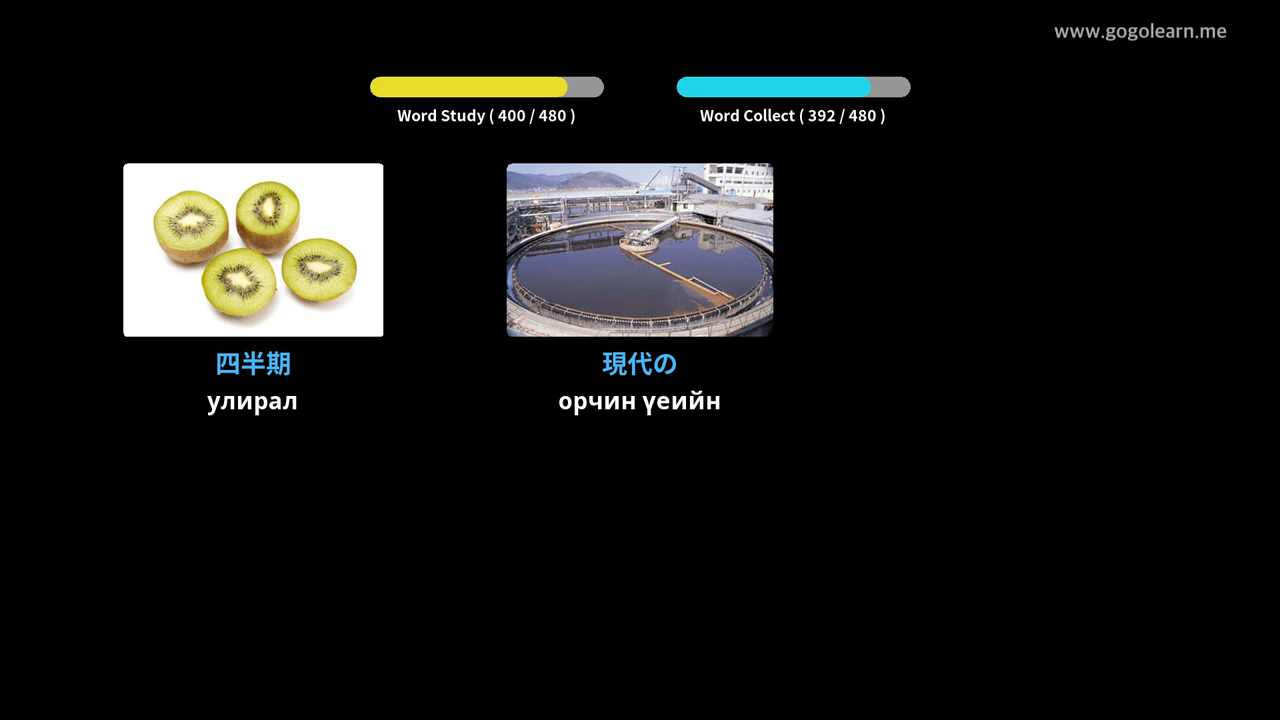 www.gogolearn.me
Word Study ( 400 / 480 )
Word Collect ( 392 / 480 )
四半期
улирал
現代の
орчин үеийн